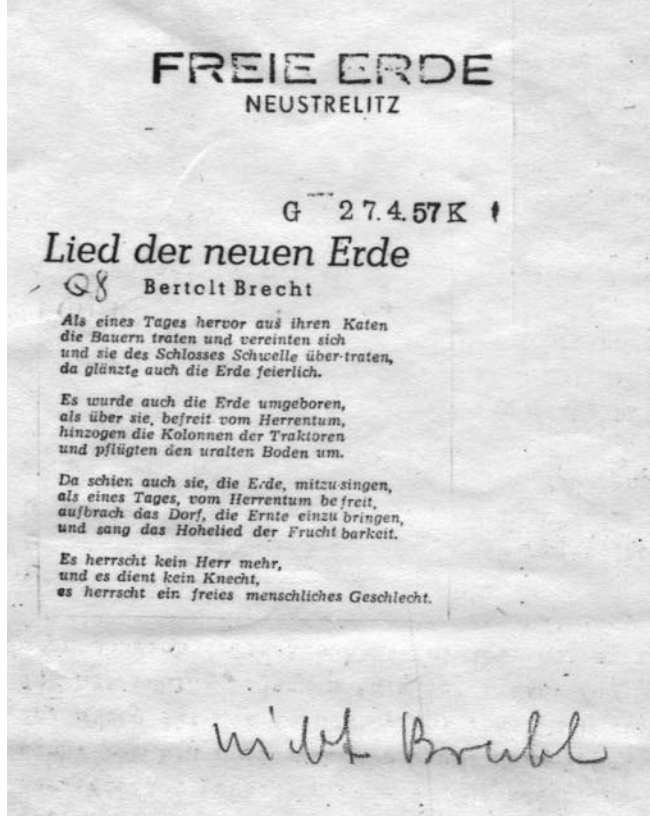 FREIE ERDE
NEUSTRELITZ
G 27.4.57 K
Lied der neuen Erde
Q8 Bertolt Brecht
Als eines Tages hervor aus ihren Katen
die Bauern traten und vereinten sich
und sie des Schlosses Schwelle über-traten,
da glänzte auch die Erde feierlich.
Es wurde auch die Erde umgeboren,
als über sie, befreit vom Herrentum,
hinzogen die Kolonnen der Traktoren
und pflügten den uralten Boden um.
Da schien auch sie, die Erde, mitzusingen,
als eines Tages, vom Herrentum befreit,
aufbrach das Dorf, die Ernte einzubringen,
und sang das Hohelied der Fruchtbarkeit.
Es herrscht kein Herr mehr,
und es dient kein Knecht,
es herrscht ein freies menschliches Geschlecht.
nicht Brecht